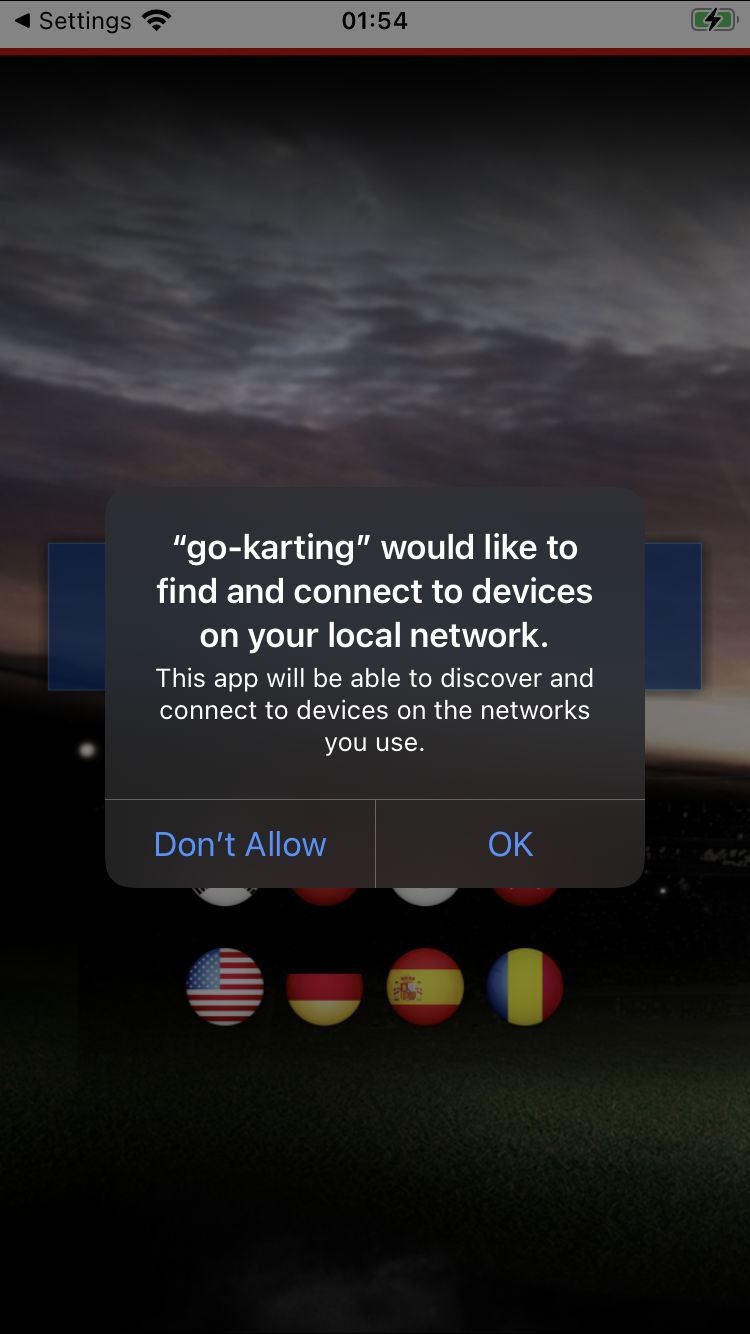 Settings
01:54
“go-karting” would like to
find and connect to devices
on your local network.
This app will be able to discover and
connect to devices on the networks
you use.
Don’t Allow
OK